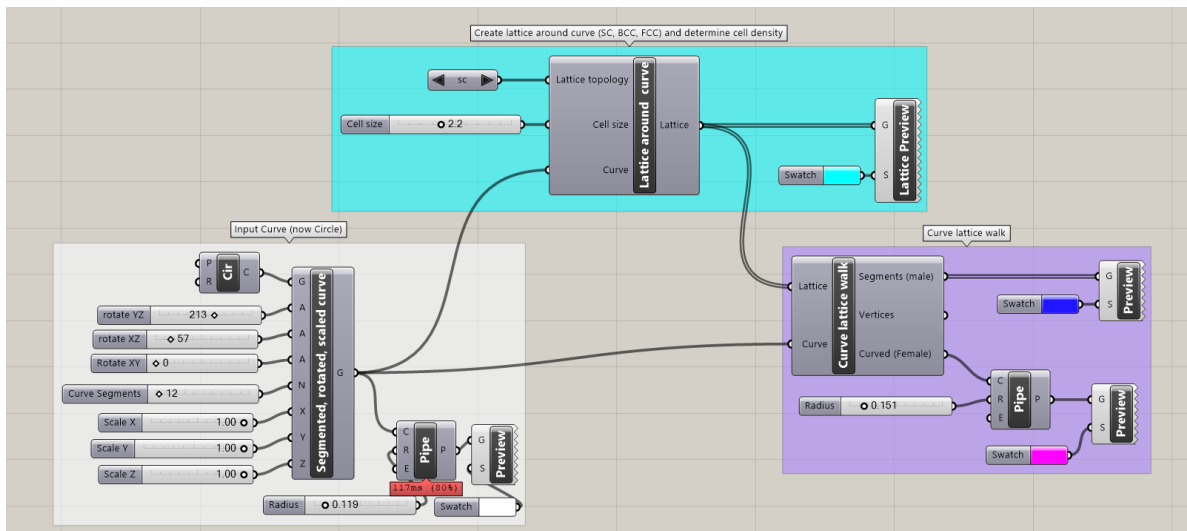 Create lattice around curve (SC, BCC, FCC) and determine cell density
sc
Cell size 2.2
Lattice topology
Cell size
Curve
Lattice around curve
Lattice
Swatch
G
S
Lattice Preview
Input Curve (now Circle)
P
R
Cir
C
rotate YZ 213
rotate XZ 57
Rotate XY 0
Curve Segments 12
Scale X 1.00
Scale Y 1.00
Scale Z 1.00
G
A
A
A
N
X
Y
Z
Segmented, rotated, scaled curve
G
Radius 0.119
C
R
E
Pipe
P
117ms (80%)
G
S
Preview
Swatch
Curve lattice walk
Lattice
Curve
Curve lattice walk
Segments (male)
Vertices
Curved (Female)
Swatch
G
S
Preview
Radius 0.151
C
R
E
Pipe
P
Swatch
G
S
Preview